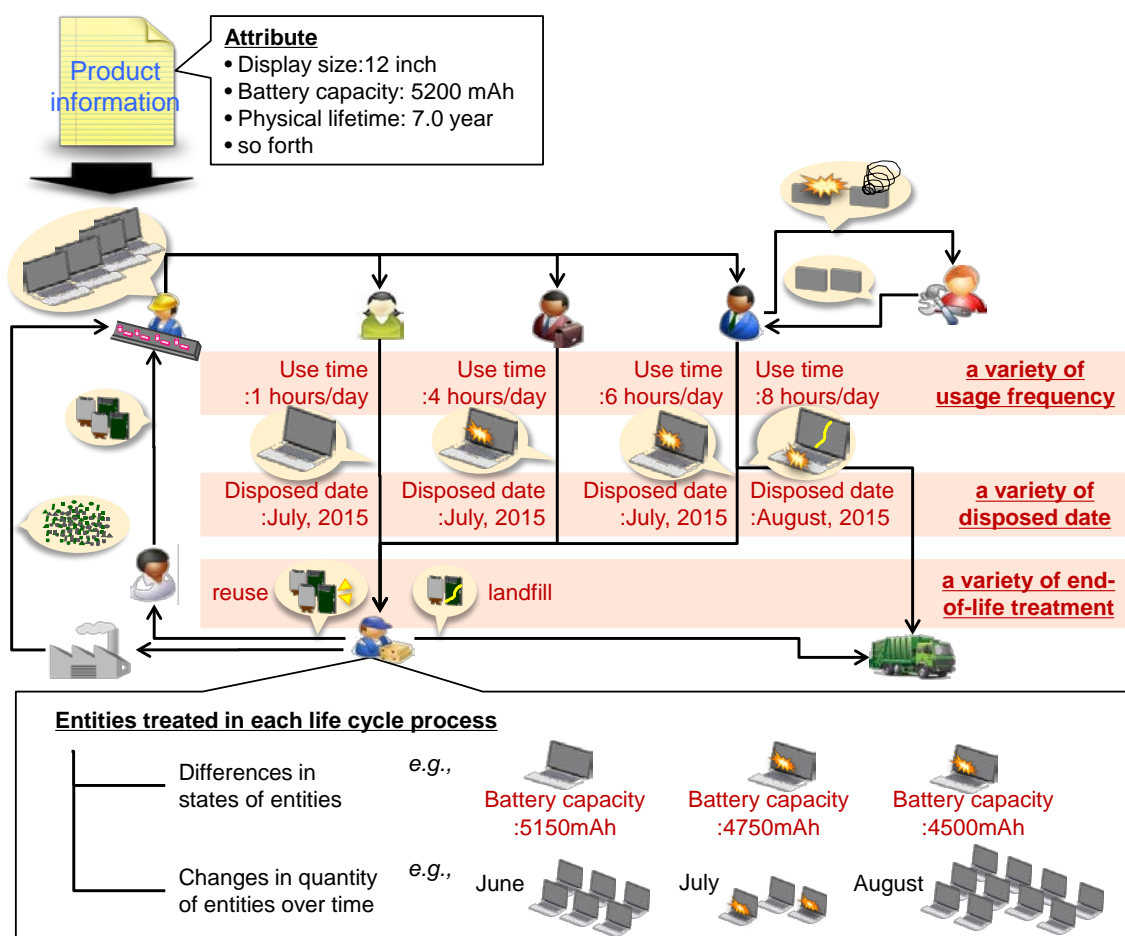 Product
information
Attribute
• Display size:12 inch
• Battery capacity: 5200 mAh
• Physical lifetime: 7.0 year
• so forth
Use time
:1 hours/day
Use time
:4 hours/day
Use time
:6 hours/day
Use time
:8 hours/day
a variety of
usage frequency
Disposed date
:July, 2015
Disposed date
:July, 2015
Disposed date
:July, 2015
Disposed date
:August, 2015
a variety of
disposed date
reuse
landfill
a variety of end-
of-life treatment
Entities treated in each life cycle process
Differences in
states of entities
e.g.,
Battery capacity
:5150mAh
Battery capacity
:4750mAh
Battery capacity
:4500mAh
Changes in quantity
of entities over time
e.g.,
June
July
August